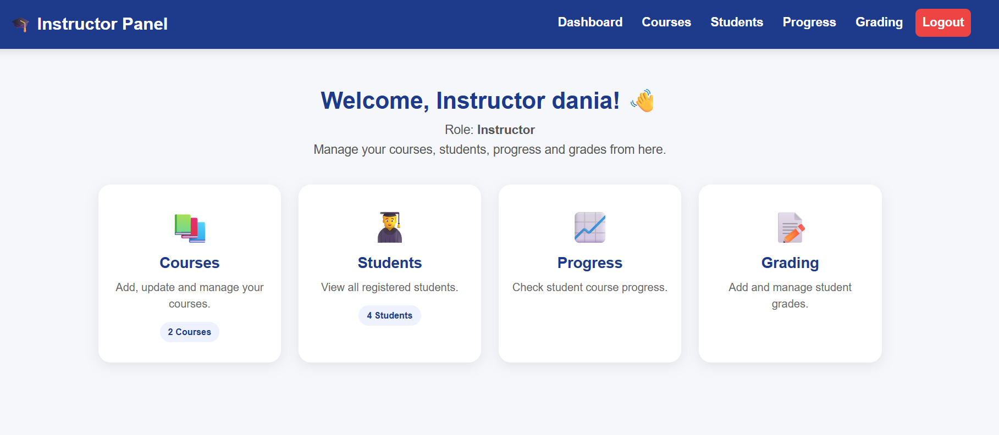 Instructor Panel
Dashboard
Courses
Students
Progress
Grading
Logout
Welcome, Instructor dania!
Role: Instructor
Manage your courses, students, progress and grades from here.
Courses
Add, update and manage your
courses.
2 Courses
Students
View all registered students.
4 Students
Progress
Check student course progress.
Grading
Add and manage student
grades.